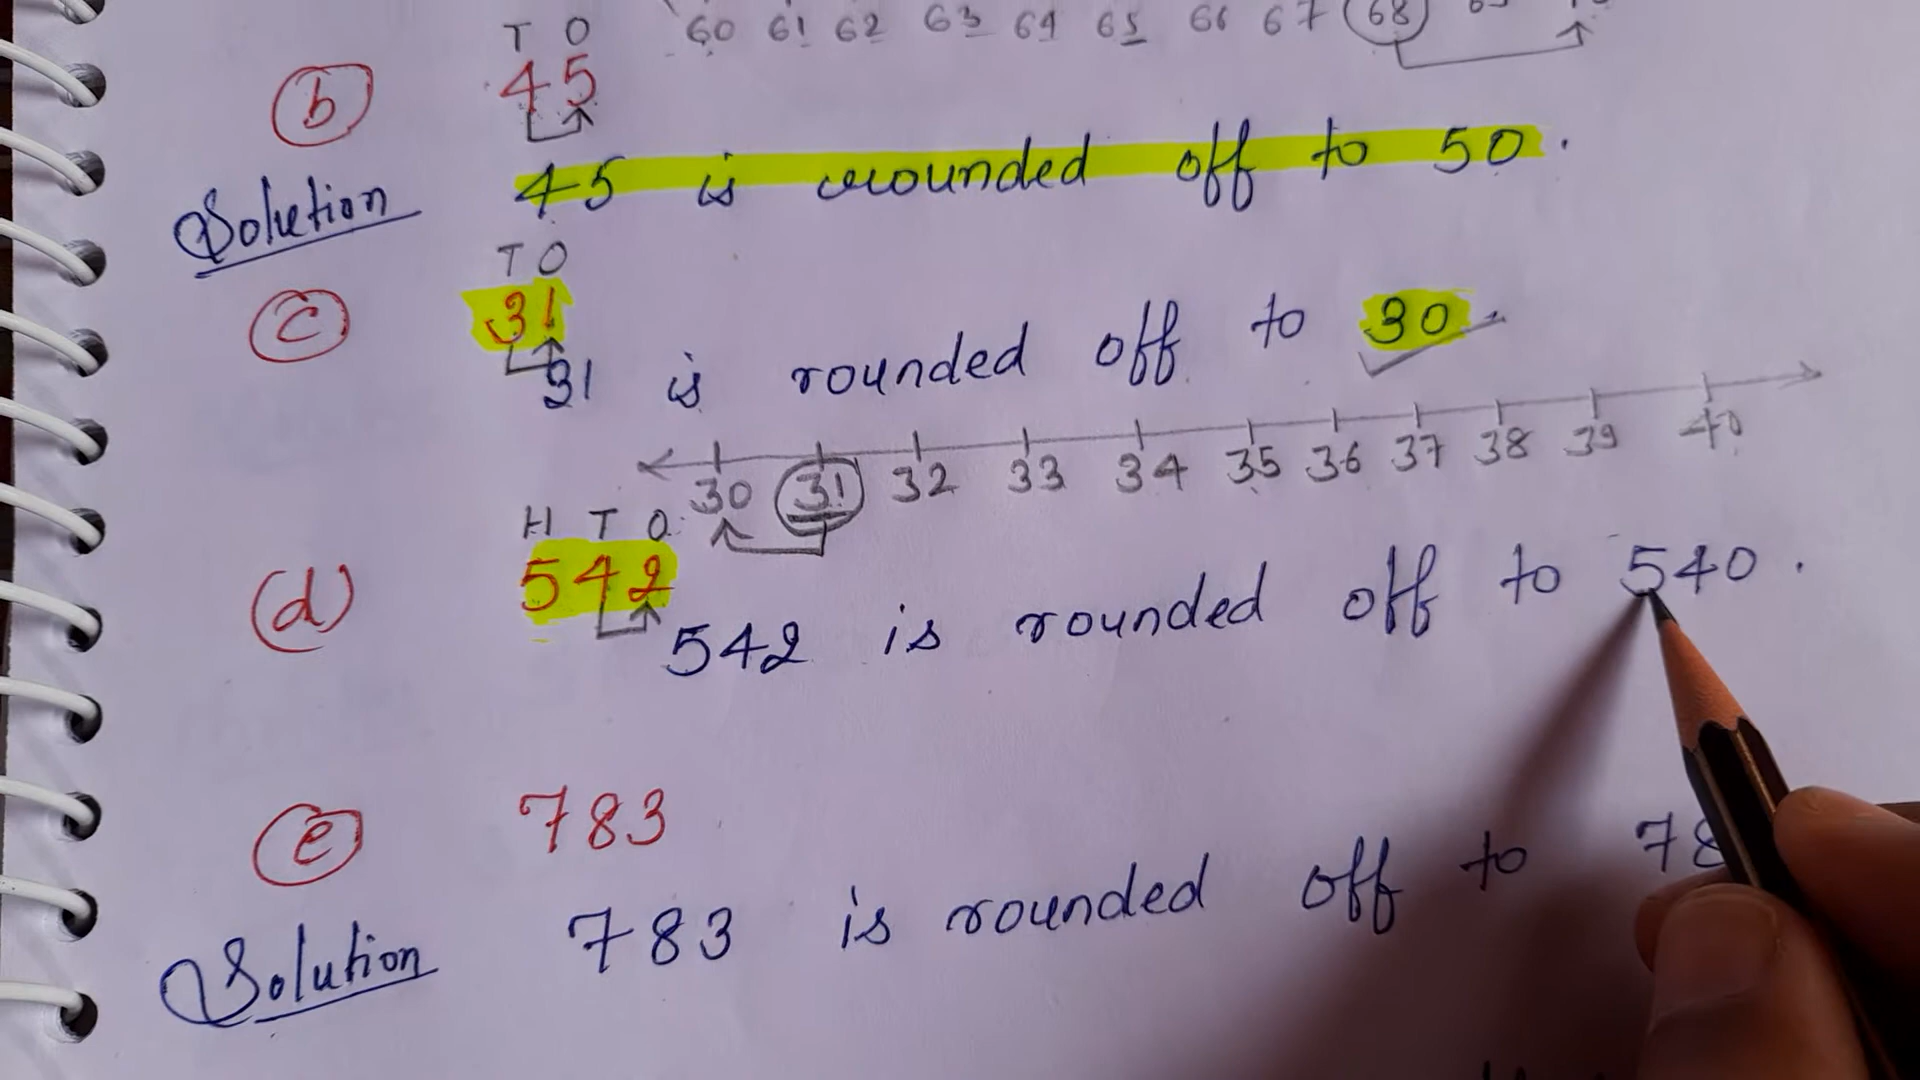 60 61 62 63 64 65 66 67 68
T O
(b) 45
Solution 45 is rounded off to 50.
T O
(c) 31
31 is rounded off to 30.
30 31 32 33 34 35 36 37 38 39 40
H T O
(d) 542
542 is rounded off to 540.
(e) 783
Solution 783 is rounded off to 78